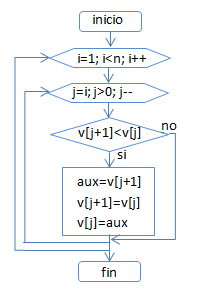 inicio
i=1; i<n; i++
j=i; j>0; j--
v[j+1]<v[j]
no
si
aux=v[j+1]
v[j+1]=v[j]
v[j]=aux
fin